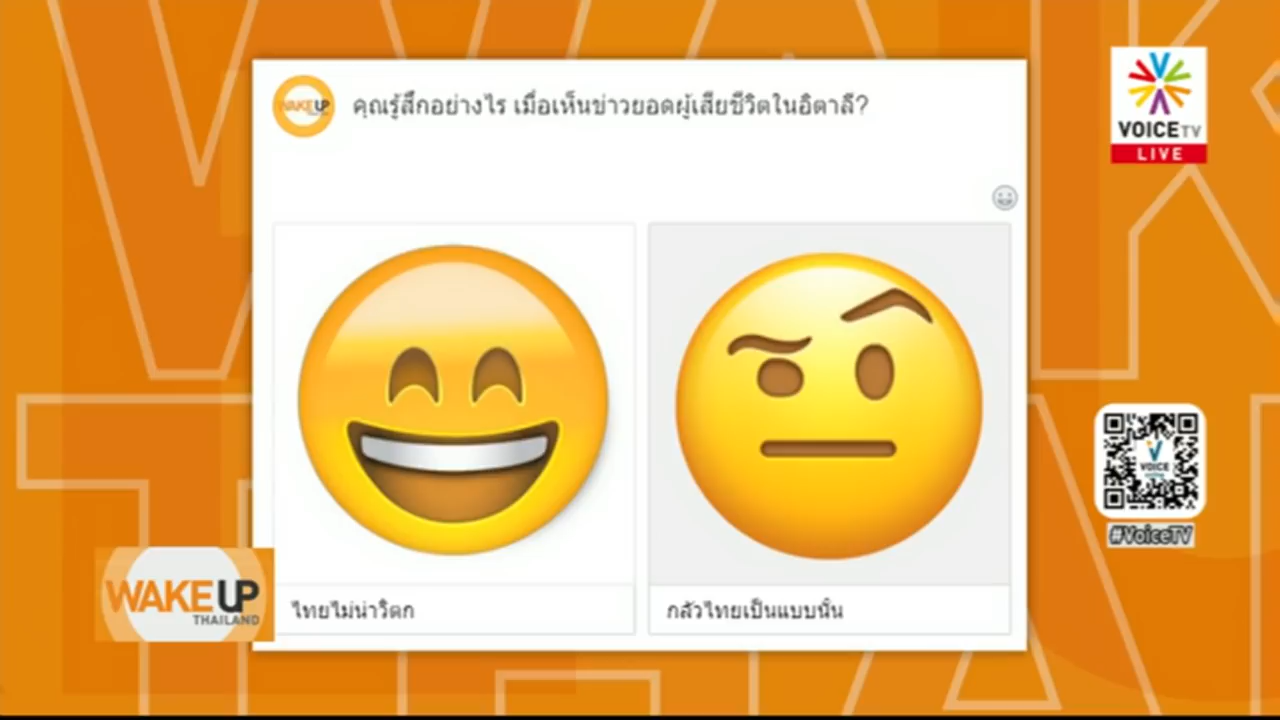 WAKE UP
คุณรู้สึกอย่างไร เมื่อเห็นข่าวยอดผู้เสียชีวิตในอิตาลี?
VOICE TV
LIVE
VOICE
#VoiceTV
ไทยไม่น่าวิตก
กลัวไทยเป็นแบบนั้น
WAKE UP
THAILAND